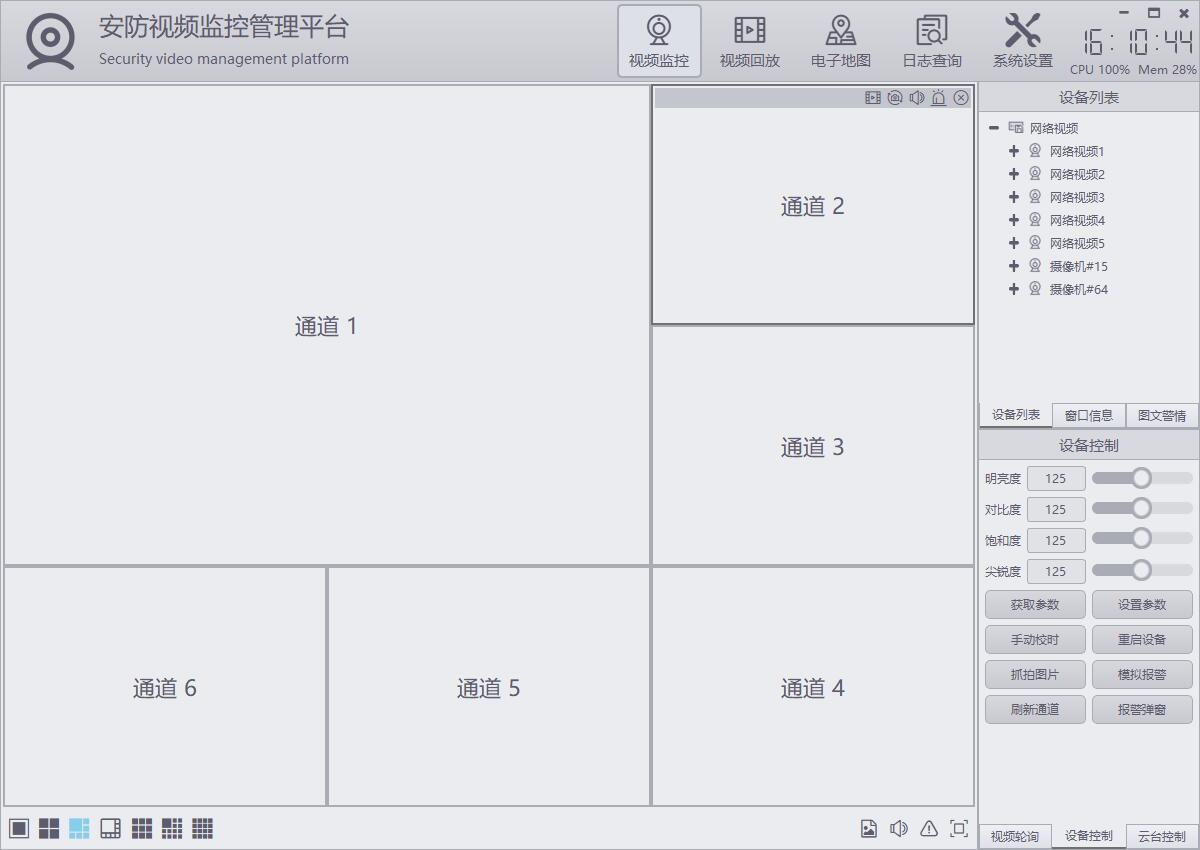 安防视频监控管理平台
Security video management platform
视频监控
视频回放
电子地图
日志查询
系统设置
16:10:44
CPU 100% Mem 28%
通道 1
通道 2
通道 3
通道 6
通道 5
通道 4
设备列表
网络视频
网络视频1
网络视频2
网络视频3
网络视频4
网络视频5
摄像机#15
摄像机#64
设备列表 窗口信息 图文警情
设备控制
明亮度 125
对比度 125
饱和度 125
尖锐度 125
获取参数 设置参数
手动校时 重启设备
抓拍图片 模拟报警
刷新通道 报警弹窗
视频轮询 设备控制 云台控制